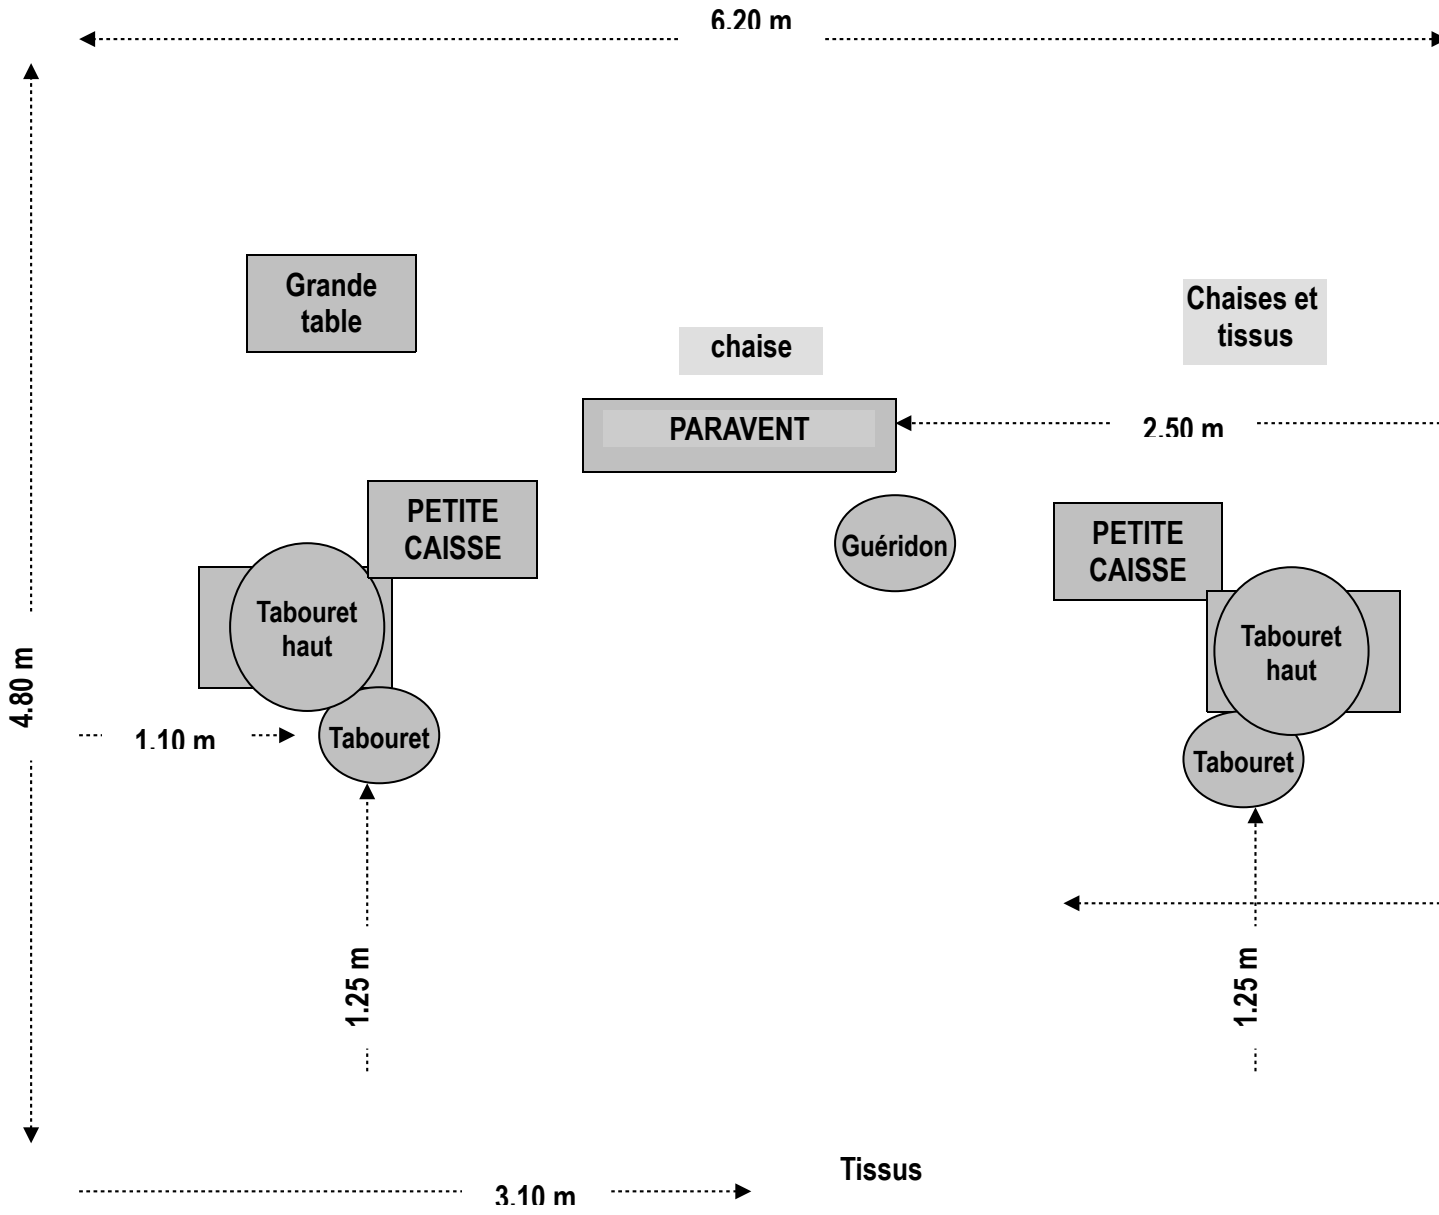 6.20 m
Grande
table
Chaises et
tissus
chaise
PARAVENT
2.50 m
PETITE
CAISSE
Guéridon
PETITE
CAISSE
Tabouret
haut
Tabouret
haut
4.80 m
1.10 m
Tabouret
Tabouret
1.25 m
1.25 m
Tissus
3.10 m